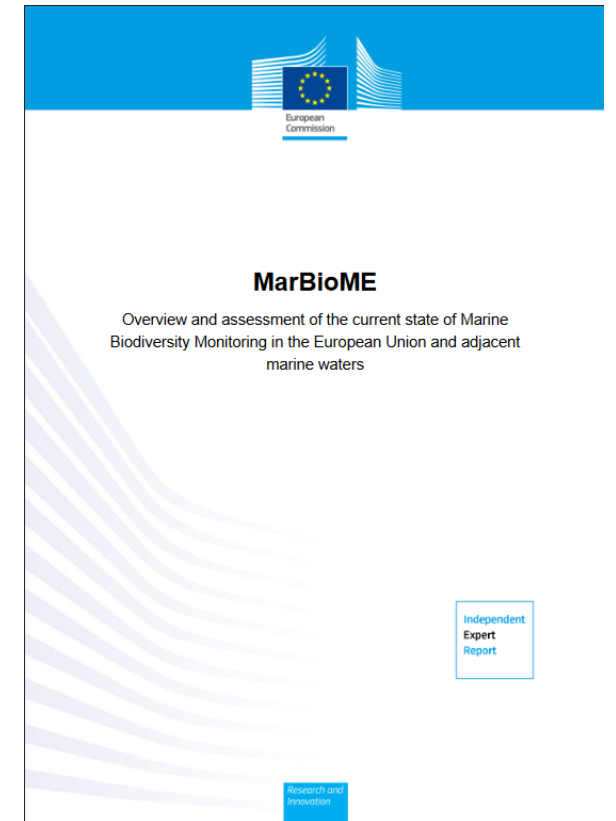 European
Commission
MarBioME
Overview and assessment of the current state of Marine
Biodiversity Monitoring in the European Union and adjacent
marine waters
Independent
Expert
Report
Research and
Innovation